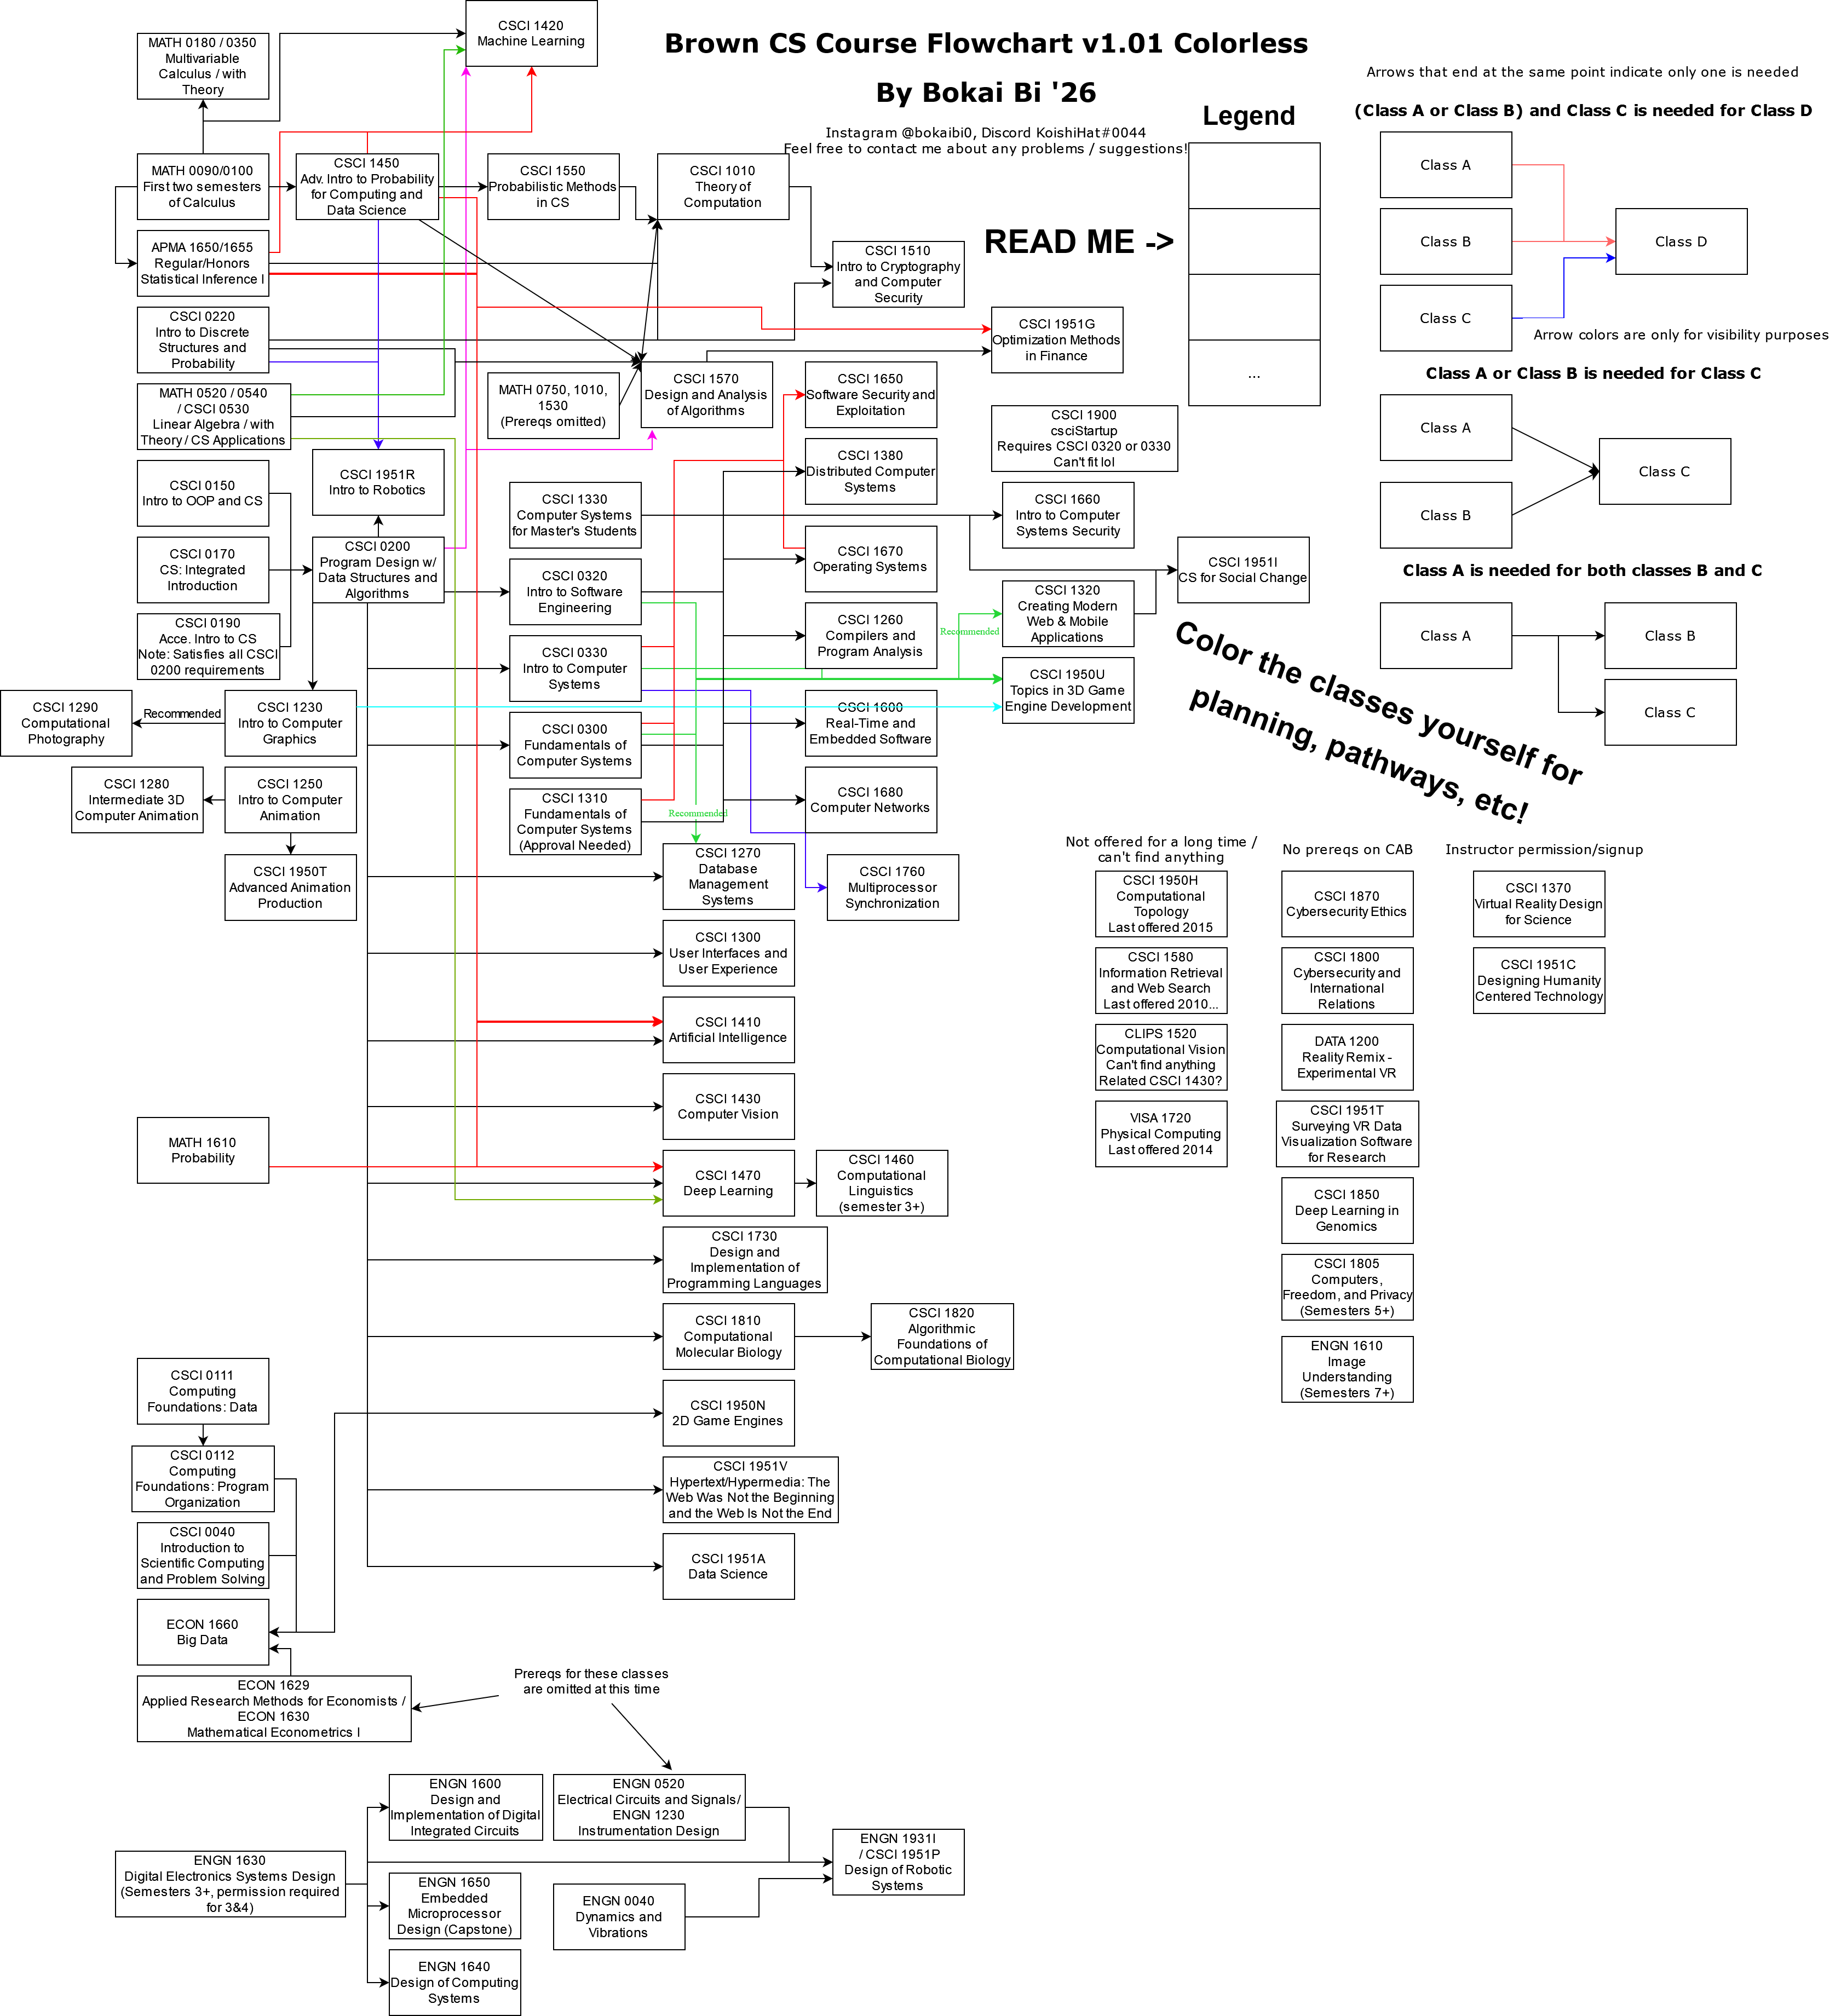 Brown CS Course Flowchart v1.01 Colorless
By Bokai Bi '26
Instagram @bokaibi0, Discord KoishiHat#0044
Feel free to contact me about any problems / suggestions!
Legend
READ ME ->
...
Arrows that end at the same point indicate only one is needed
(Class A or Class B) and Class C is needed for Class D
Class A
Class B
Class C
Class D
Arrow colors are only for visibility purposes
Class A or Class B is needed for Class C
Class A
Class B
Class C
Class A is needed for both classes B and C
Class A
Class B
Class C
Color the classes yourself for
planning, pathways, etc!
CSCI 1420
Machine Learning
MATH 0180 / 0350
Multivariable
Calculus / with
Theory
MATH 0090/0100
First two semesters
of Calculus
CSCI 1450
Adv. Intro to Probability
for Computing and
Data Science
CSCI 1550
Probabilistic Methods
in CS
CSCI 1010
Theory of
Computation
APMA 1650/1655
Regular/Honors
Statistical Inference I
CSCI 1510
Intro to Cryptography
and Computer
Security
CSCI 0220
Intro to Discrete
Structures and
Probability
CSCI 1951G
Optimization Methods
in Finance
MATH 0520 / 0540
/ CSCI 0530
Linear Algebra / with
Theory / CS Applications
MATH 0750, 1010,
1530
(Prereqs omitted)
CSCI 1570
Design and Analysis
of Algorithms
CSCI 1650
Software Security and
Exploitation
CSCI 1900
csciStartup
Requires CSCI 0320 or 0330
Can't fit lol
CSCI 1380
Distributed Computer
Systems
CSCI 0150
Intro to OOP and CS
CSCI 1951R
Intro to Robotics
CSCI 1330
Computer Systems
for Master's Students
CSCI 1660
Intro to Computer
Systems Security
CSCI 0170
CS: Integrated
Introduction
CSCI 0200
Program Design w/
Data Structures and
Algorithms
CSCI 0320
Intro to Software
Engineering
CSCI 1670
Operating Systems
CSCI 1951I
CS for Social Change
CSCI 0190
Acce. Intro to CS
Note: Satisfies all CSCI
0200 requirements
CSCI 0330
Intro to Computer
Systems
CSCI 1260
Compilers and
Program Analysis
Recommended
CSCI 1320
Creating Modern
Web & Mobile
Applications
CSCI 1950U
Topics in 3D Game
Engine Development
CSCI 1290
Computational
Photography
Recommended
CSCI 1230
Intro to Computer
Graphics
CSCI 0300
Fundamentals of
Computer Systems
CSCI 1600
Real-Time and
Embedded Software
CSCI 1280
Intermediate 3D
Computer Animation
CSCI 1250
Intro to Computer
Animation
CSCI 1310
Fundamentals of
Computer Systems
(Approval Needed)
CSCI 1680
Computer Networks
Recommended
CSCI 1950T
Advanced Animation
Production
CSCI 1270
Database
Management
Systems
CSCI 1760
Multiprocessor
Synchronization
CSCI 1300
User Interfaces and
User Experience
CSCI 1410
Artificial Intelligence
CSCI 1430
Computer Vision
MATH 1610
Probability
CSCI 1470
Deep Learning
CSCI 1460
Computational
Linguistics
(semester 3+)
CSCI 1730
Design and
Implementation of
Programming Languages
CSCI 1810
Computational
Molecular Biology
CSCI 1820
Algorithmic
Foundations of
Computational Biology
CSCI 0111
Computing
Foundations: Data
CSCI 1950N
2D Game Engines
CSCI 0112
Computing
Foundations: Program
Organization
CSCI 1951V
Hypertext/Hypermedia: The
Web Was Not the Beginning
and the Web Is Not the End
CSCI 0040
Introduction to
Scientific Computing
and Problem Solving
CSCI 1951A
Data Science
ECON 1660
Big Data
ECON 1629
Applied Research Methods for Economists /
ECON 1630
Mathematical Econometrics I
Prereqs for these classes
are omitted at this time
ENGN 1600
Design and
Implementation of Digital
Integrated Circuits
ENGN 0520
Electrical Circuits and Signals/
ENGN 1230
Instrumentation Design
ENGN 1630
Digital Electronics Systems Design
(Semesters 3+, permission required
for 3&4)
ENGN 1931I
/ CSCI 1951P
Design of Robotic
Systems
ENGN 1650
Embedded
Microprocessor
Design (Capstone)
ENGN 0040
Dynamics and
Vibrations
ENGN 1640
Design of Computing
Systems
Not offered for a long time /
can't find anything
CSCI 1950H
Computational
Topology
Last offered 2015
CSCI 1580
Information Retrieval
and Web Search
Last offered 2010...
CLIPS 1520
Computational Vision
Can't find anything
Related CSCI 1430?
VISA 1720
Physical Computing
Last offered 2014
No prereqs on CAB
CSCI 1870
Cybersecurity Ethics
CSCI 1800
Cybersecurity and
International
Relations
DATA 1200
Reality Remix -
Experimental VR
CSCI 1951T
Surveying VR Data
Visualization Software
for Research
CSCI 1850
Deep Learning in
Genomics
CSCI 1805
Computers,
Freedom, and Privacy
(Semesters 5+)
ENGN 1610
Image
Understanding
(Semesters 7+)
Instructor permission/signup
CSCI 1370
Virtual Reality Design
for Science
CSCI 1951C
Designing Humanity
Centered Technology